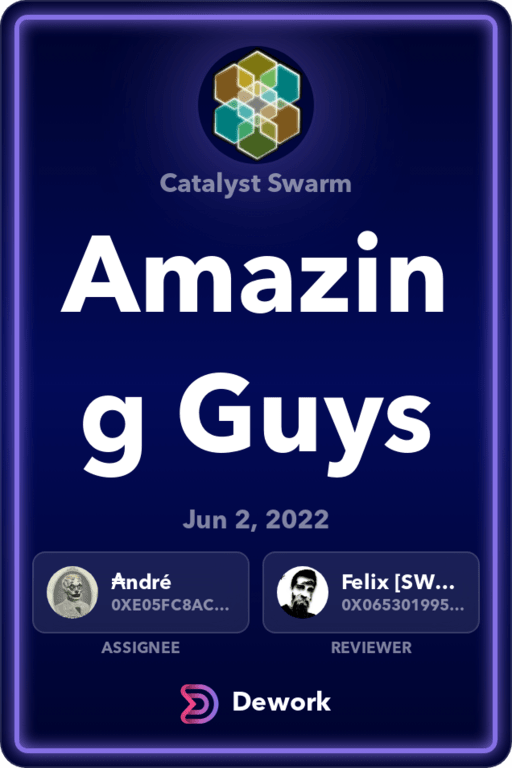 Catalyst Swarm
Amazin
g Guys
Jun 2, 2022
₳ndré
0XE05FC8AC...
Felix [SW...
0X065301995...
ASSIGNEE
REVIEWER
Dework